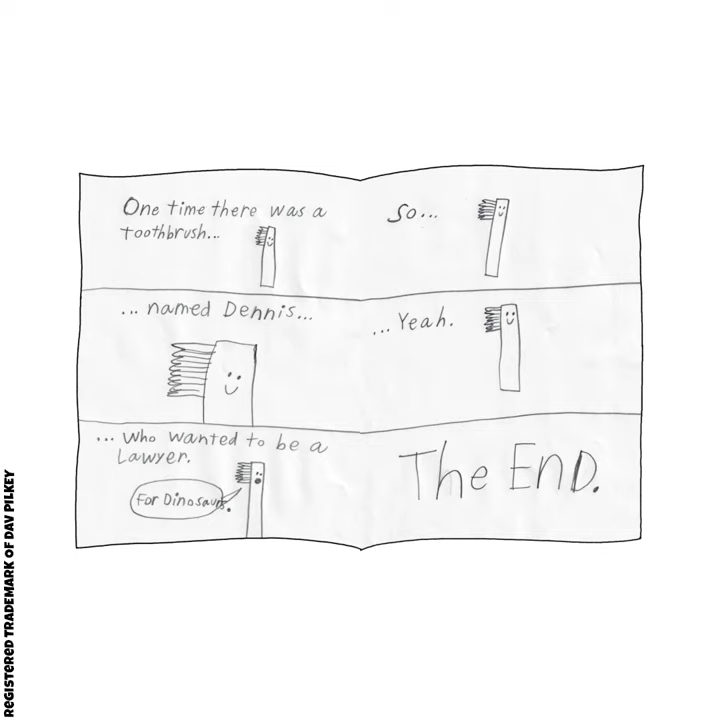 One time there was a
toothbrush...
... named Dennis...
... who wanted to be a
Lawyer.
For Dinosaurs.
So...
...Yeah.
The End.
REGISTERED TRADEMARK OF DAV PILKEY